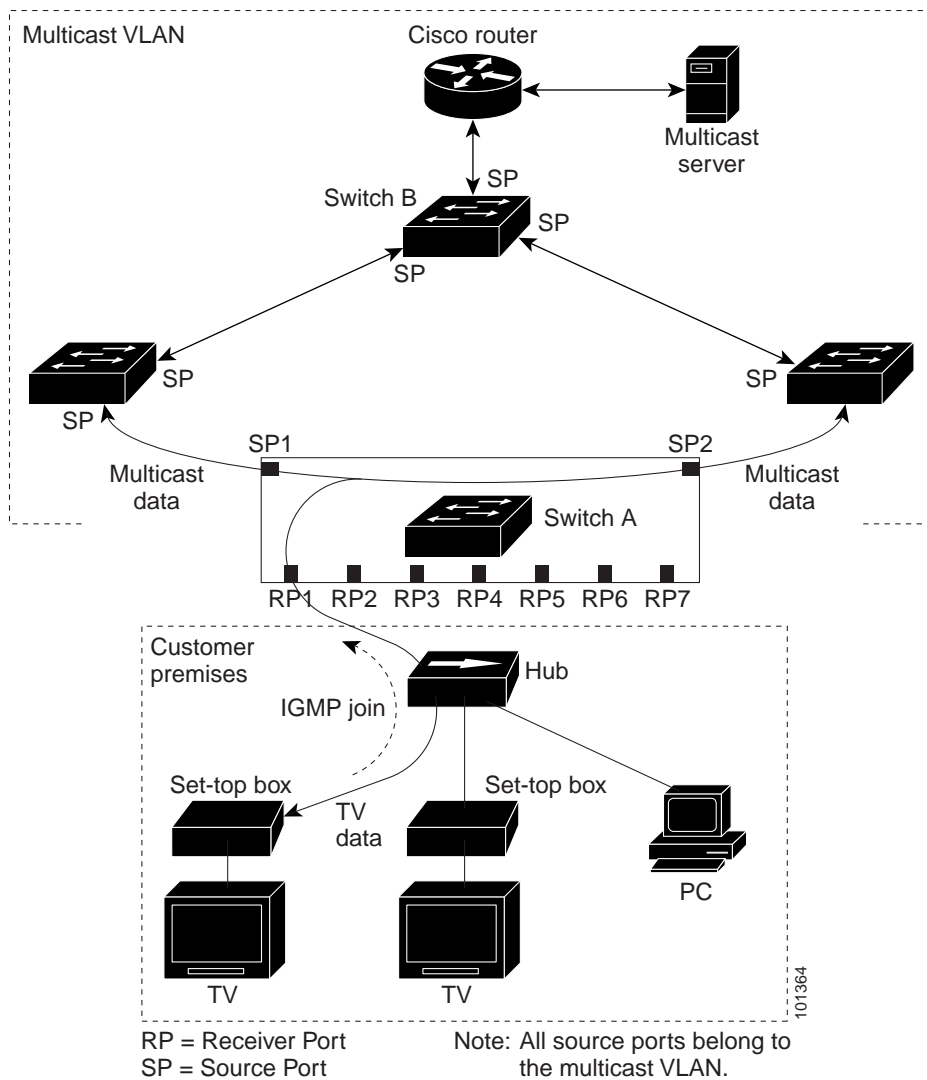 Multicast VLAN
Cisco router
Multicast
server
SP
Switch B
SP
SP
SP
SP
SP
SP1
SP2
Multicast
data
Multicast
data
Switch A
RP1
RP2
RP3
RP4
RP5
RP6
RP7
Customer
premises
Hub
IGMP join
Set-top box
Set-top box
TV
data
PC
TV
TV
101364
RP = Receiver Port
SP = Source Port
Note: All source ports belong to
the multicast VLAN.